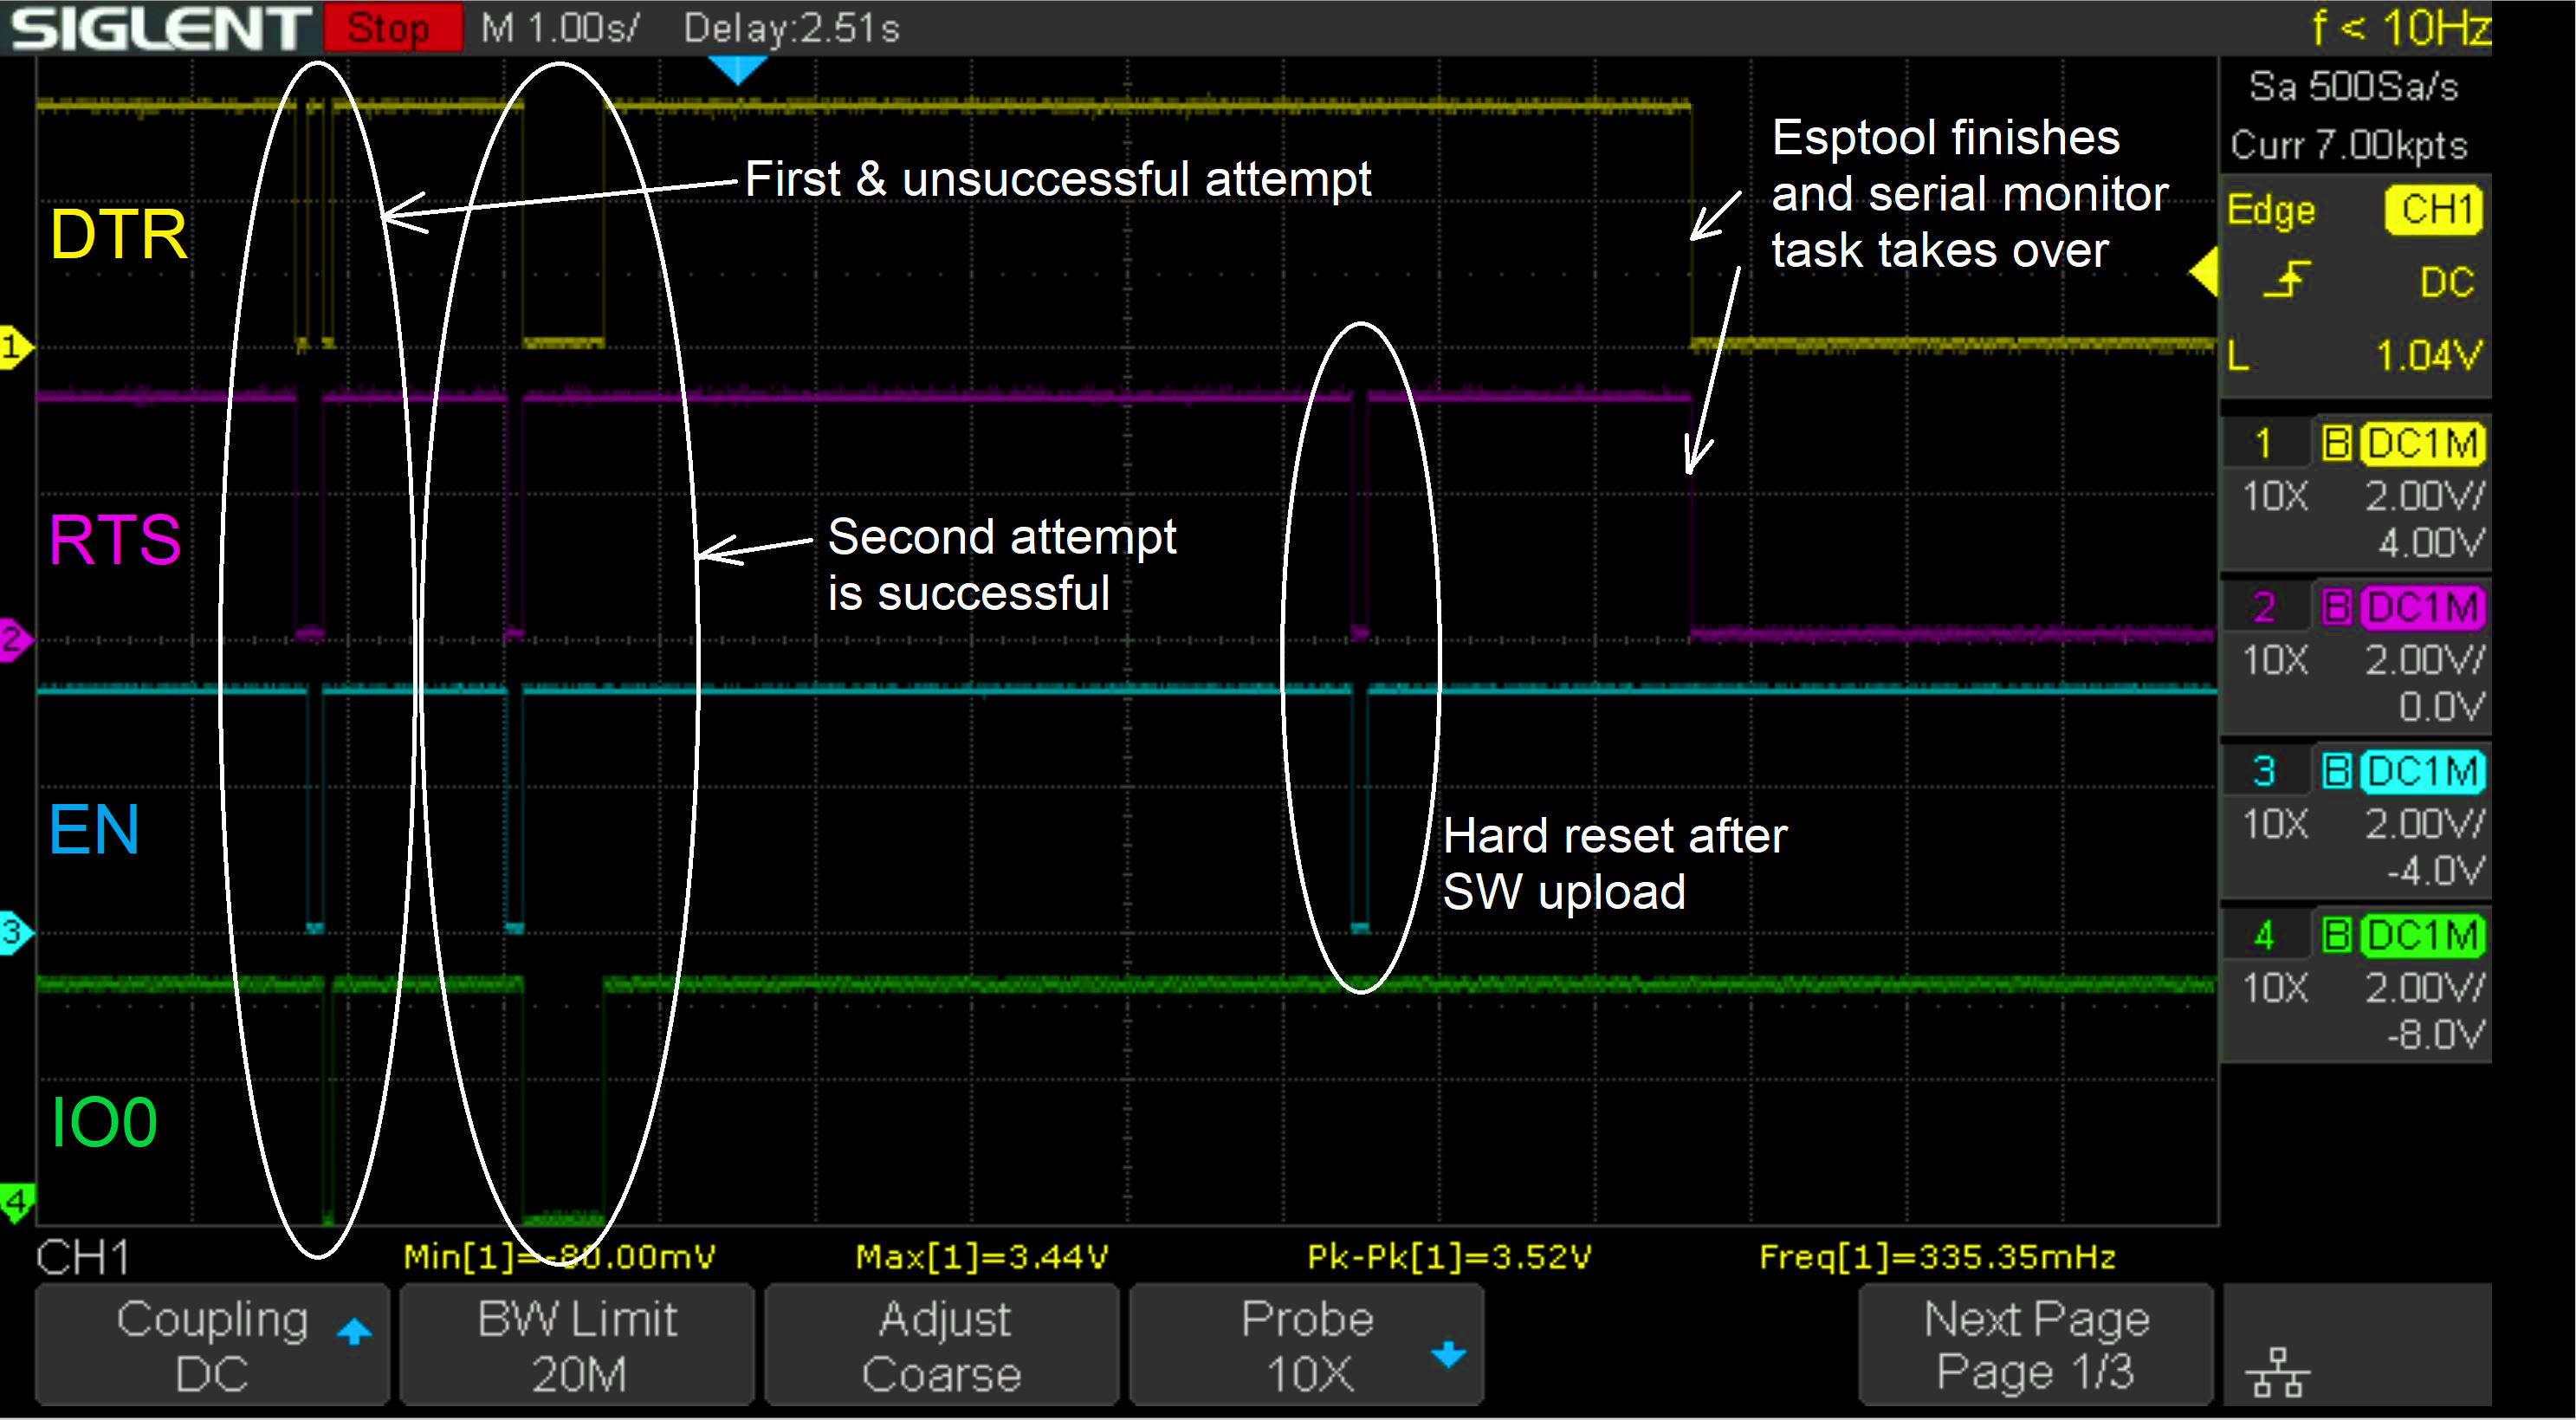 SIGLENT Stop M 1.00s/ Delay:2.51s f < 10Hz
Sa 500Sa/s
Curr 7.00kpts
Edge CH1
DC
L 1.04V
1 B DC1M
10X 2.00V/
4.00V
2 B DC1M
10X 2.00V/
0.0V
3 B DC1M
10X 2.00V/
-4.0V
4 B DC1M
10X 2.00V/
-8.0V
DTR
First & unsuccessful attempt
Esptool finishes
and serial monitor
task takes over
1
RTS
Second attempt
is successful
2
EN
Hard reset after
SW upload
3
IO0
4
CH1 Min[1]=-80.00mV Max[1]=3.44V Pk-Pk[1]=3.52V Freq[1]=335.35mHz
Coupling
DC
BW Limit
20M
Adjust
Coarse
Probe
10X
Next Page
Page 1/3